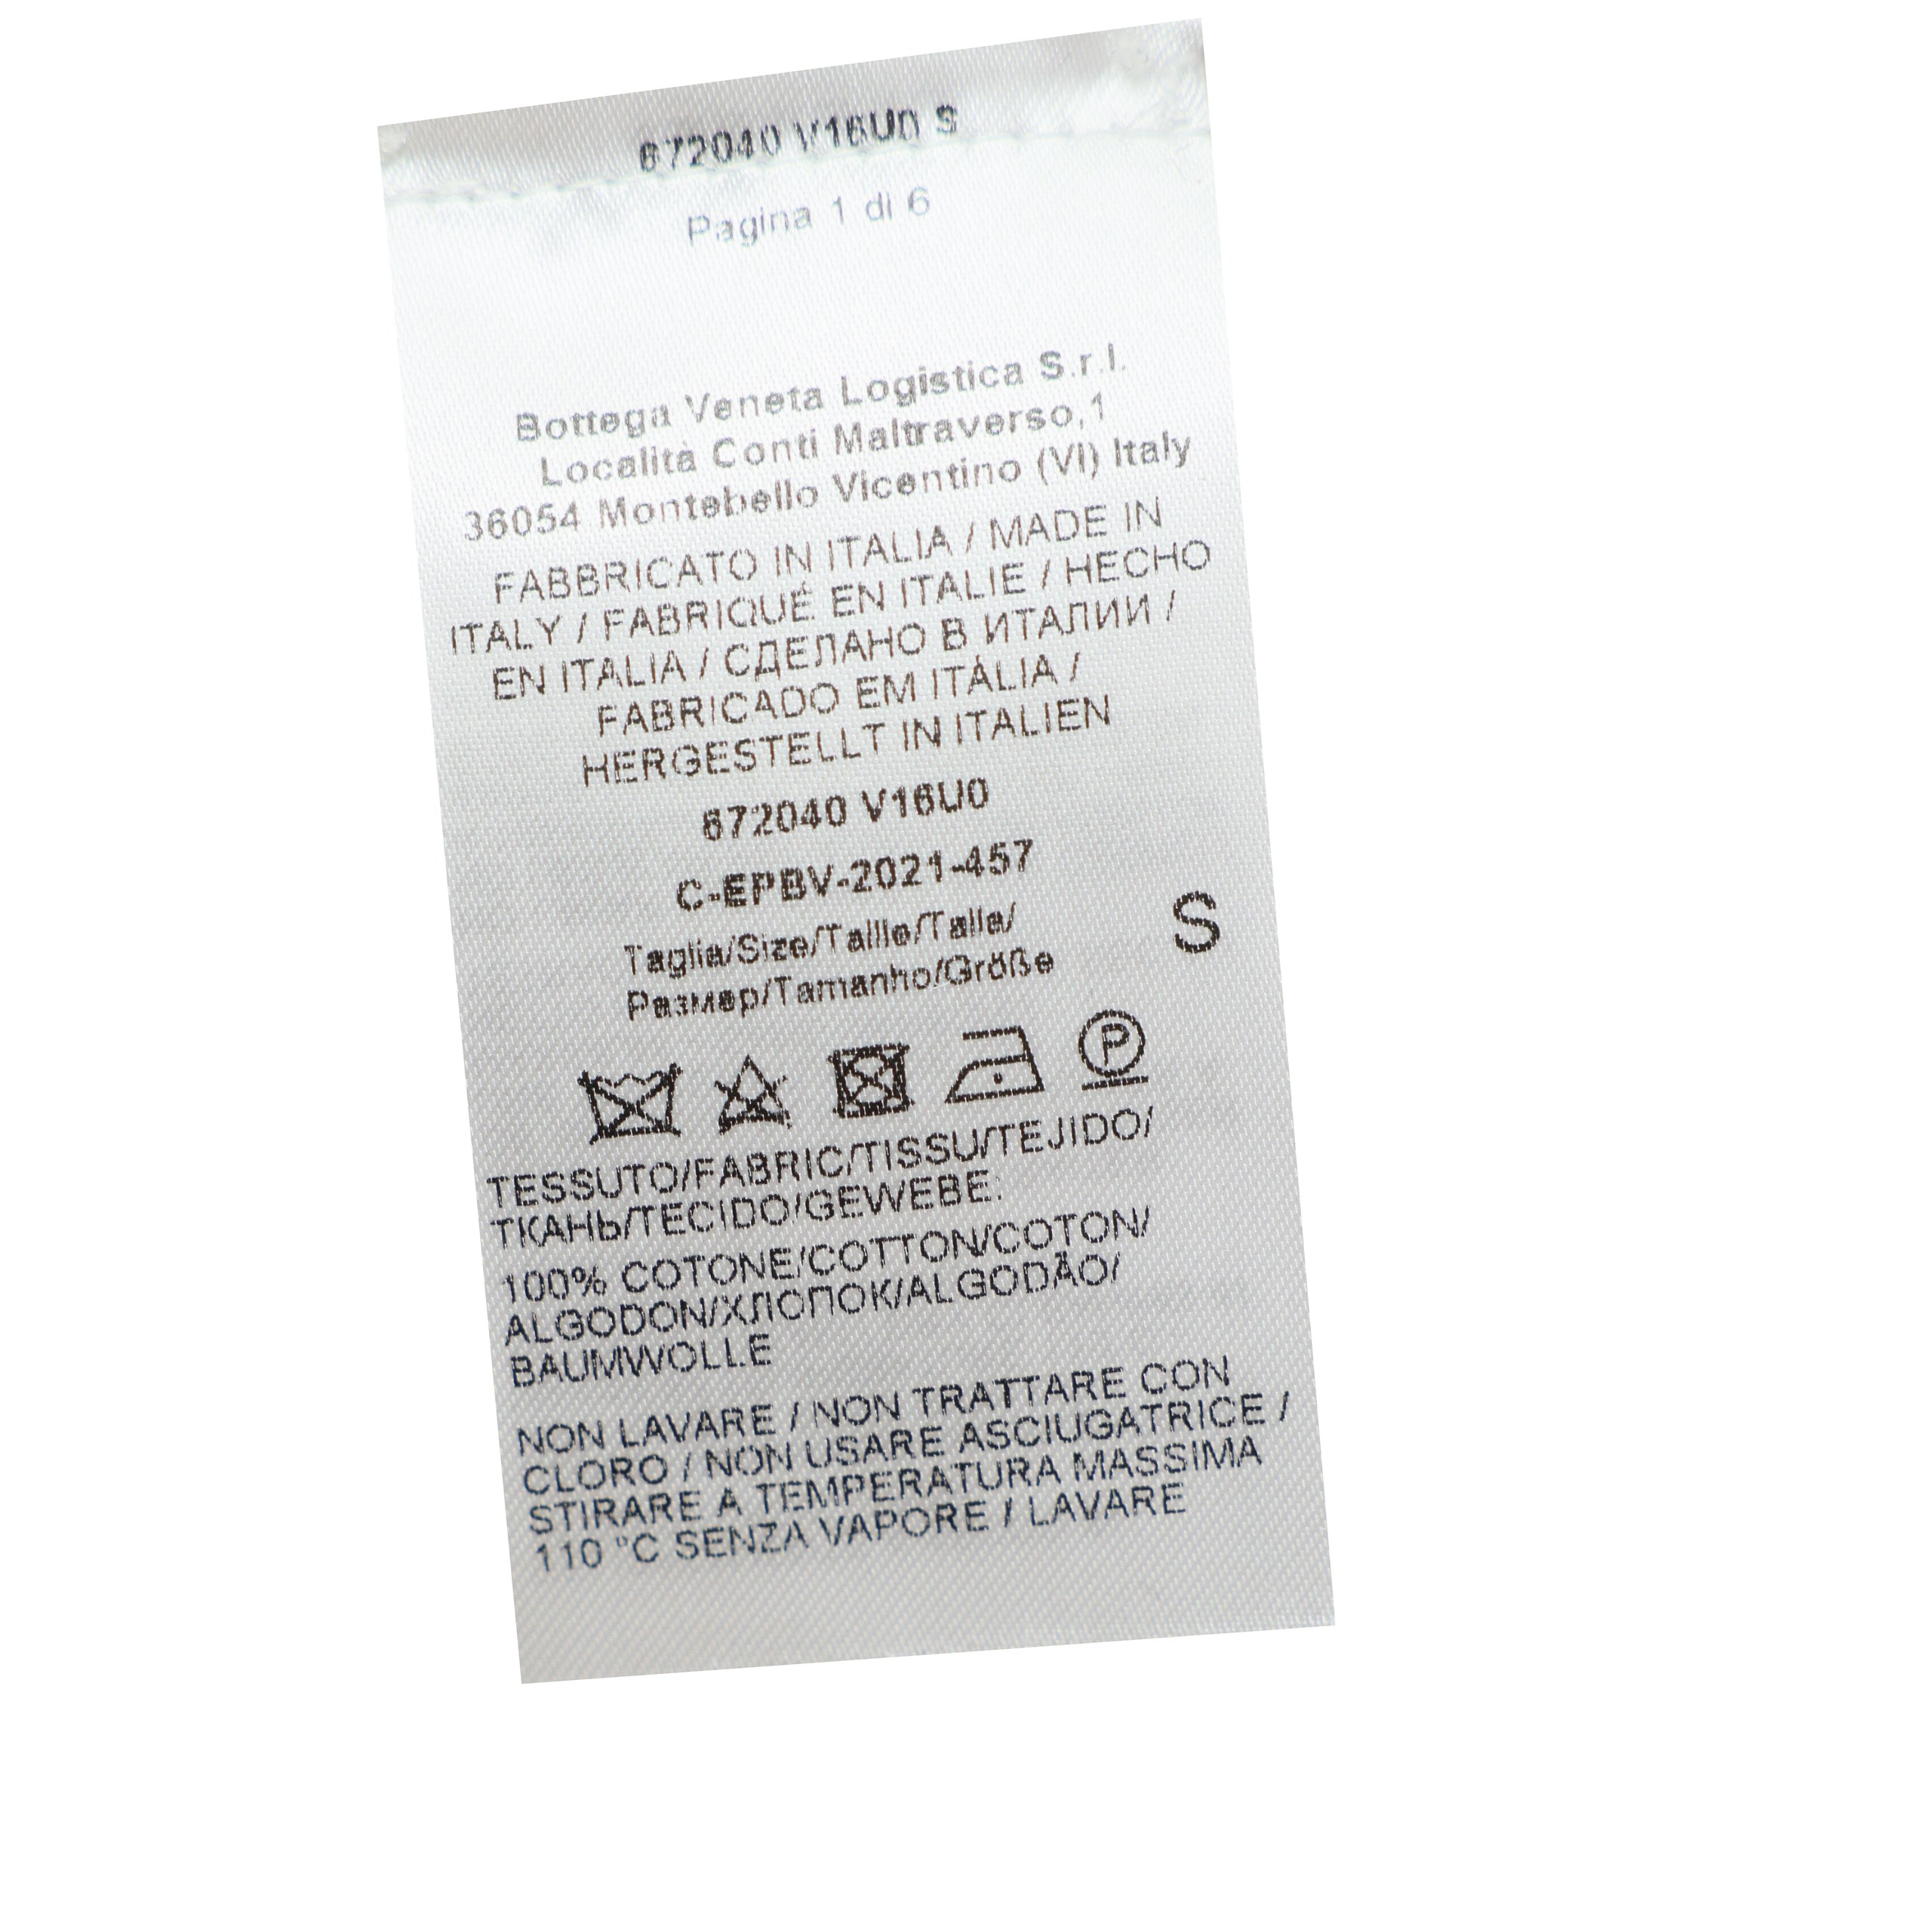 672040 V16U0 S
Pagina 1 di 6
Bottega Veneta Logistica S.r.l.
Località Conti Maltraverso,1
36054 Montebello Vicentino (VI) Italy
FABBRICATO IN ITALIA / MADE IN
ITALY / FABRIQUÉ EN ITALIE / HECHO
EN ITALIA / СДЕЛАНО В ИТАЛИИ /
FABRICADO EM ITÁLIA /
HERGESTELLT IN ITALIEN
672040 V16U0
C-EPBV-2021-457
Taglia/Size/Taille/Talla/
Размер/Tamanho/Größe
S
P
TESSUTO/FABRIC/TISSU/TEJIDO/
ТКАНЬ/TECIDO/GEWEBE:
100% COTONE/COTTON/COTON/
ALGODON/ХЛОПОК/ALGODÃO/
BAUMWOLLE
NON LAVARE / NON TRATTARE CON
CLORO / NON USARE ASCIUGATRICE /
STIRARE A TEMPERATURA MASSIMA
110 °C SENZA VAPORE / LAVARE